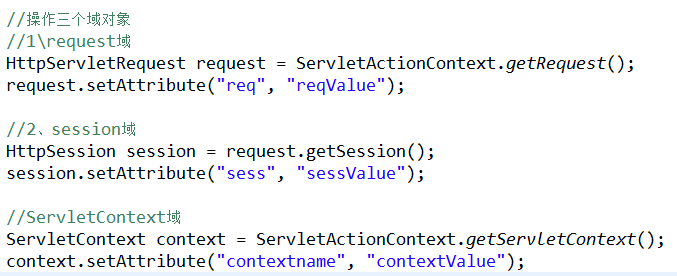 //操作三个域对象
//1\request域
HttpServletRequest request = ServletActionContext.getRequest();
request.setAttribute("req", "reqValue");
//2、session域
HttpSession session = request.getSession();
session.setAttribute("sess", "sessValue");
//ServletContext域
ServletContext context = ServletActionContext.getServletContext();
context.setAttribute("contextname", "contextValue");